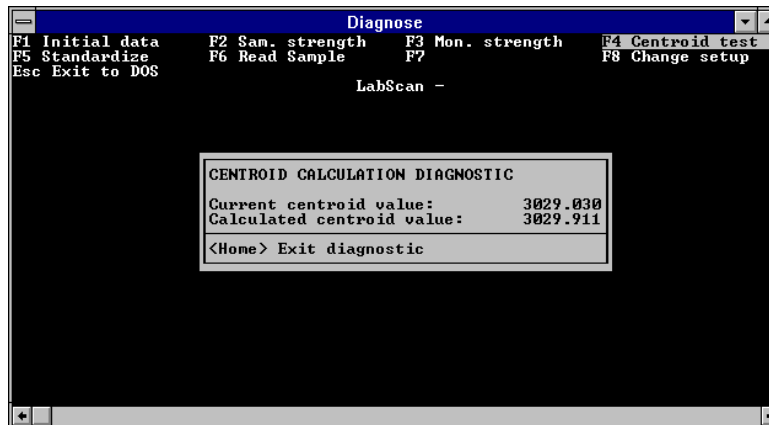 Diagnose
F1 Initial data F2 Sam. strength F3 Mon. strength F4 Centroid test
F5 Standardize F6 Read Sample F7 F8 Change setup
Esc Exit to DOS
LabScan -
CENTROID CALCULATION DIAGNOSTIC
Current centroid value: 3029.030
Calculated centroid value: 3029.911
<Home> Exit diagnostic